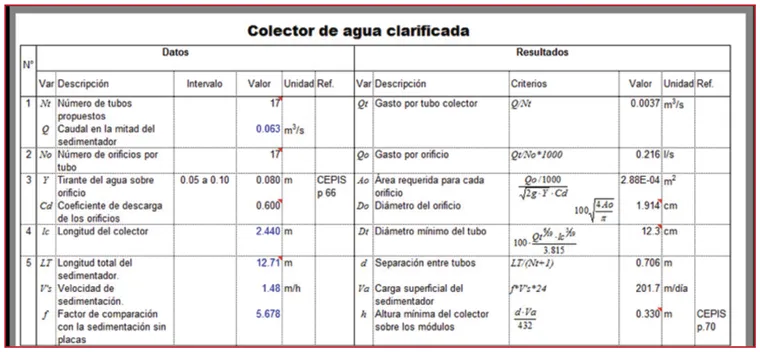 Colector de agua clarificada
Datos Resultados
N°
Var Descripción Intervalo Valor Unidad Ref. Var Descripción Criterios Valor Unidad Ref.
1 Nt Número de tubos propuestos 17 Qt Gasto por tubo colector Q/Nt 0.0037 m³/s
Q Caudal en la mitad del sedimentador 0.063 m³/s
2 No Número de orificios por tubo 17 Qo Gasto por orificio Qt/No*1000 0.216 l/s
3 Y Tirante del agua sobre orificio 0.05 a 0.10 0.080 m CEPIS p 66 Ao Área requerida para cada orificio Qo/1000 / √2g·Y·Cd 2.88E-04 m²
Cd Coeficiente de descarga de los orificios 0.600 Do Diámetro del orificio 100√4Ao/π 1.914 cm
4 lc Longitud del colector 2.440 m Dt Diámetro mínimo del tubo 12.3 cm
5 LT Longitud total del sedimentador. 12.71 m d Separación entre tubos LT/(Nt+1) 0.706 m
Vs Velocidad de sedimentación. 1.48 m/h Va Carga superficial del sedimentador f*Vs*24 201.7 m/día
f Factor de comparación con la sedimentación sin placas 5.678 h Altura mínima del colector sobre los módulos d·Va / 432 0.330 m CEPIS p.70